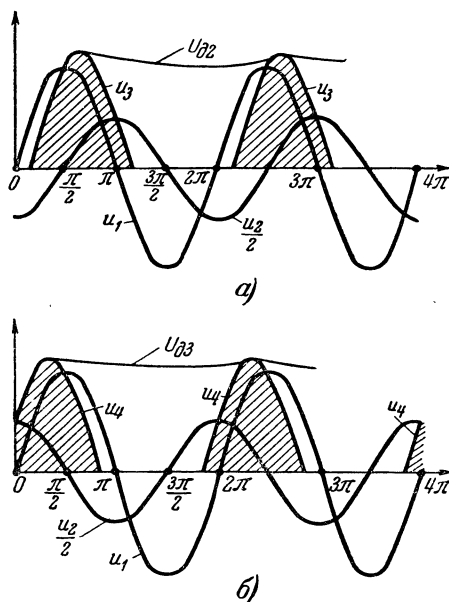 U∂2
u3 u3
0 π/2 π 3π/2 2π 3π 4π
u1 u2/2
а)
U∂3
u4 u4 u4
0 π/2 π 3π/2 2π 3π 4π
u2/2 u1
б)